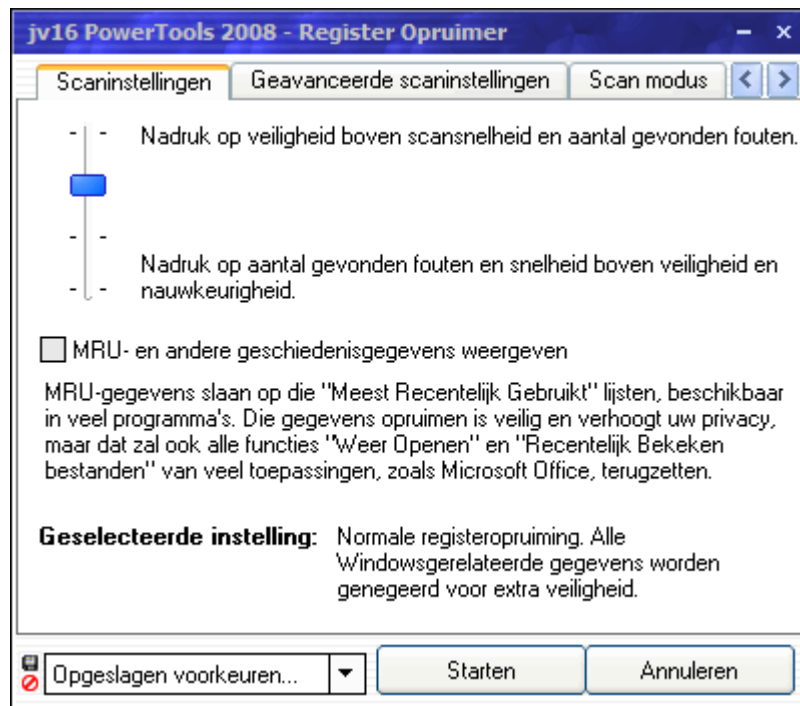 jv16 PowerTools 2008 - Register Opruimer
Scaninstellingen
Geavanceerde scaninstellingen
Scan modus
Nadruk op veiligheid boven scansnelheid en aantal gevonden fouten.
Nadruk op aantal gevonden fouten en snelheid boven veiligheid en
nauwkeurigheid.
MRU- en andere geschiedenisgegevens weergeven
MRU-gegevens slaan op die "Meest Recentelijk Gebruikt" lijsten, beschikbaar
in veel programma's. Die gegevens opruimen is veilig en verhoogt uw privacy,
maar dat zal ook alle functies "Weer Openen" en "Recentelijk Bekeken
bestanden" van veel toepassingen, zoals Microsoft Office, terugzetten.
Geselecteerde instelling: Normale registeropruiming. Alle
Windowsgerelateerde gegevens worden
genegeerd voor extra veiligheid.
Opgeslagen voorkeuren...
Starten
Annuleren